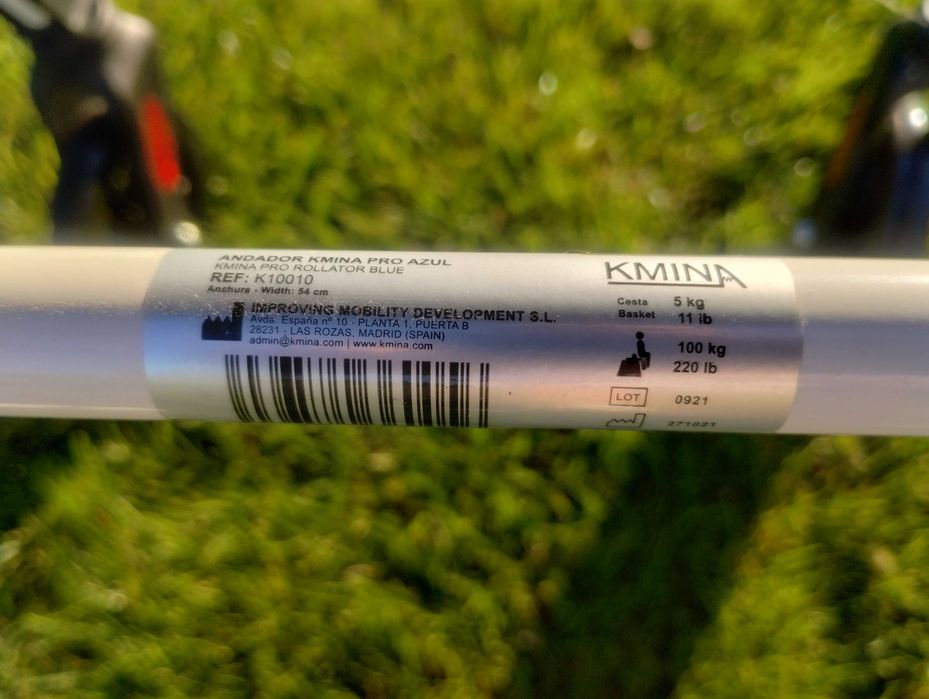 ANDADOR KMINA PRO AZUL
KMINA PRO ROLLATOR BLUE
REF: K10010
Anchura - Width: 54 cm
IMPROVING MOBILITY DEVELOPMENT S.L.
Avda. España nº 10 - PLANTA 1, PUERTA B
28231 - LAS ROZAS, MADRID (SPAIN)
admin@kmina.com | www.kmina.com
KMINA
Cesta 5 kg
Basket 11 lb
100 kg
220 lb
LOT 0921
271021